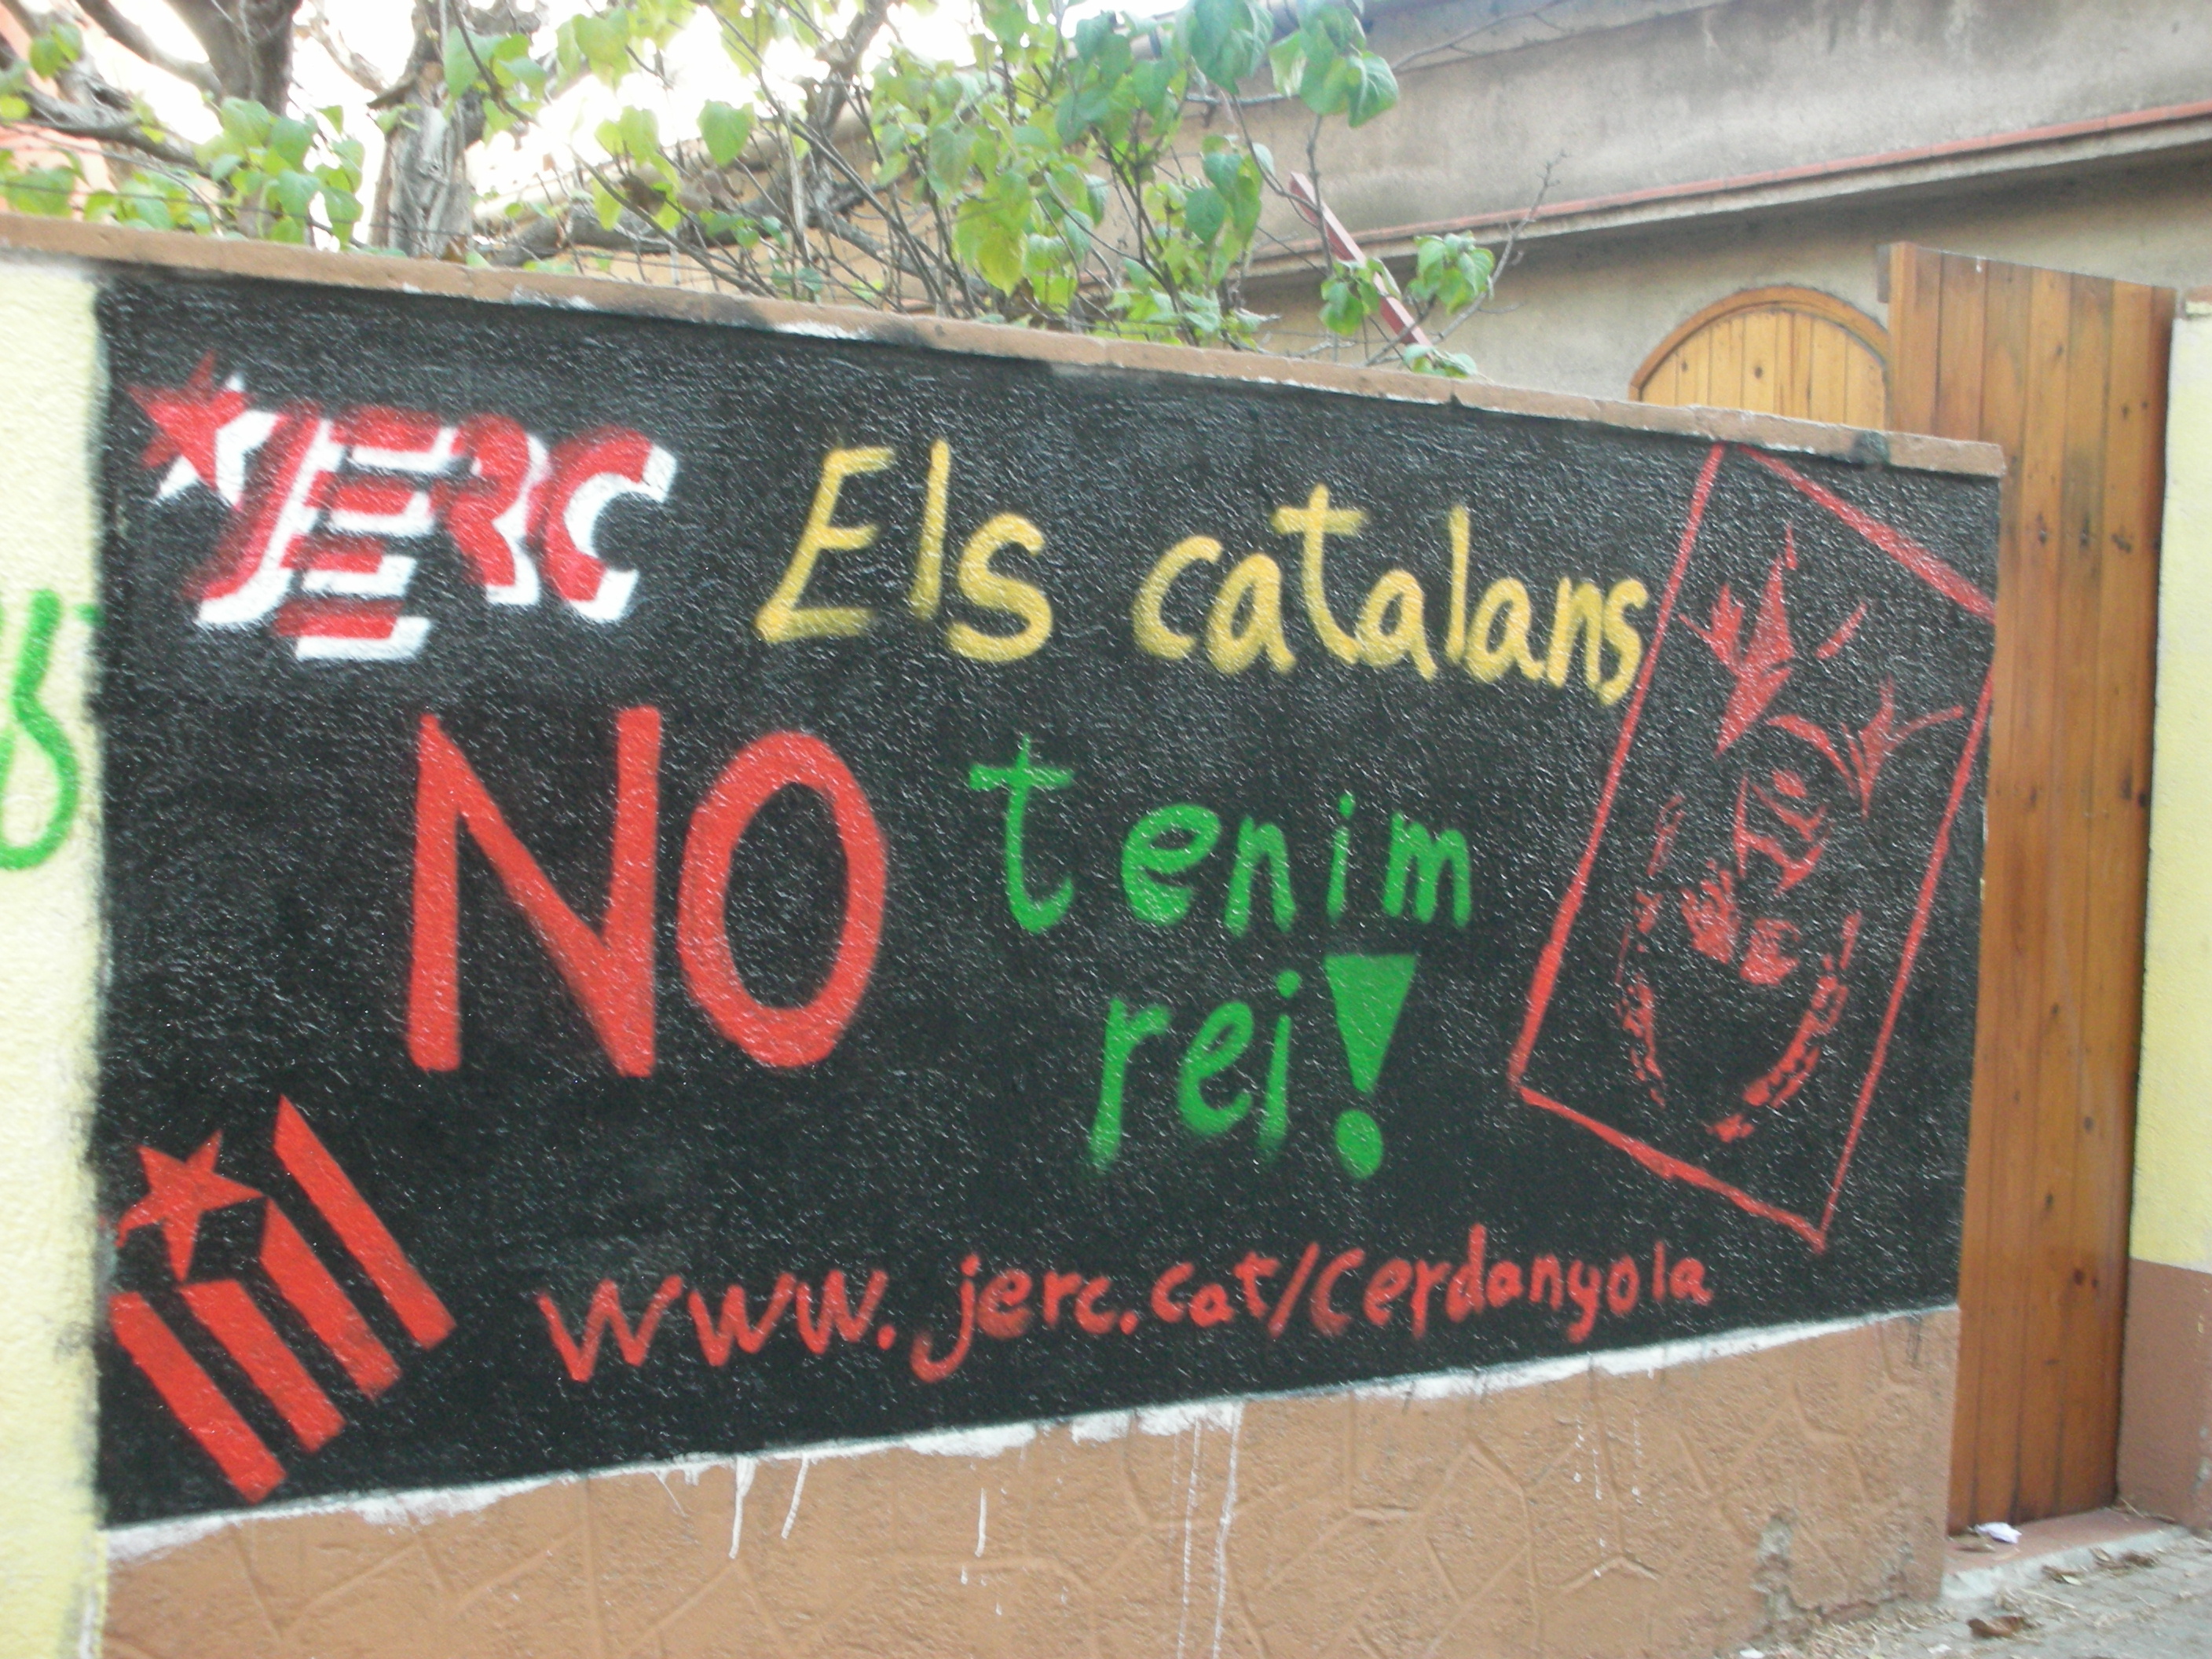 JERC
Els catalans
NO tenim
rei!
www.jerc.cat/Cerdanyola